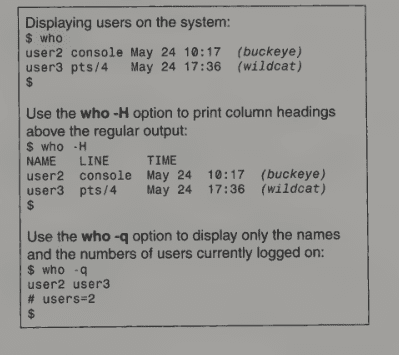 Displaying users on the system:
$ who
user2 console May 24 10:17 (buckeye)
user3 pts/4 May 24 17:36 (wildcat)
$
Use the who -H option to print column headings
above the regular output:
$ who -H
NAME LINE TIME
user2 console May 24 10:17 (buckeye)
user3 pts/4 May 24 17:36 (wildcat)
$
Use the who -q option to display only the names
and the numbers of users currently logged on:
$ who -q
user2 user3
# users=2
$